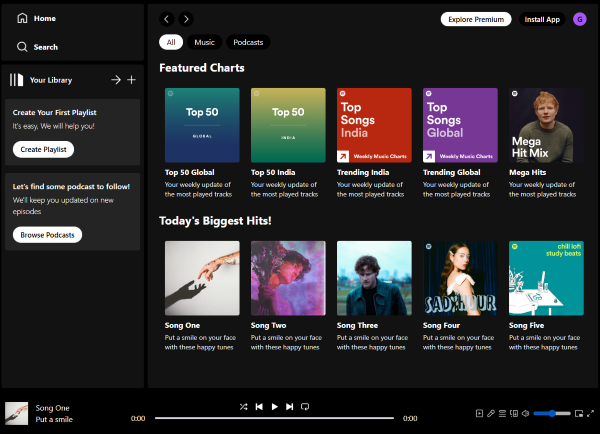 Home
Search
Your Library
Create Your First Playlist
It's easy, We will help you!
Create Playlist
Let's find some podcast to follow!
We'll keep you updated on new
episodes
Browse Podcasts
Explore Premium
Install App
G
All
Music
Podcasts
Featured Charts
Top 50
GLOBAL
Top 50
INDIA
Top
Songs
India
Weekly Music Charts
Top
Songs
Global
Weekly Music Charts
Mega
Hit Mix
Top 50 Global
Your weekly update of
the most played tracks
Top 50 India
Your weekly update of
the most played tracks
Trending India
Your weekly update of
the most played tracks
Trending Global
Your weekly update of
the most played tracks
Mega Hits
Your weekly update of
the most played tracks
Today's Biggest Hits!
SAD HOUR
chill lofi
study beats
Song One
Put a smile on your face
with these happy tunes
Song Two
Put a smile on your face
with these happy tunes
Song Three
Put a smile on your face
with these happy tunes
Song Four
Put a smile on your face
with these happy tunes
Song Five
Put a smile on your face
with these happy tunes
Song One
Put a smile
0:00
0:00